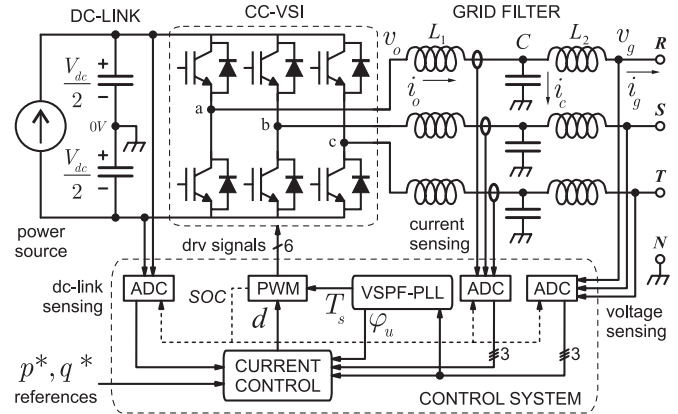 DC-LINK CC-VSI GRID FILTER
v_o L_1 C L_2 v_g R
+ V_dc/2 −
i_o i_c i_g
a
0V b S
+ V_dc/2 −
c
T
power source
current sensing
N
drv signals 6
dc-link sensing
ADC SOC PWM VSPF-PLL ADC ADC
T_s
voltage sensing
d φ_u
3 3
p*, q* references
CURRENT CONTROL
CONTROL SYSTEM